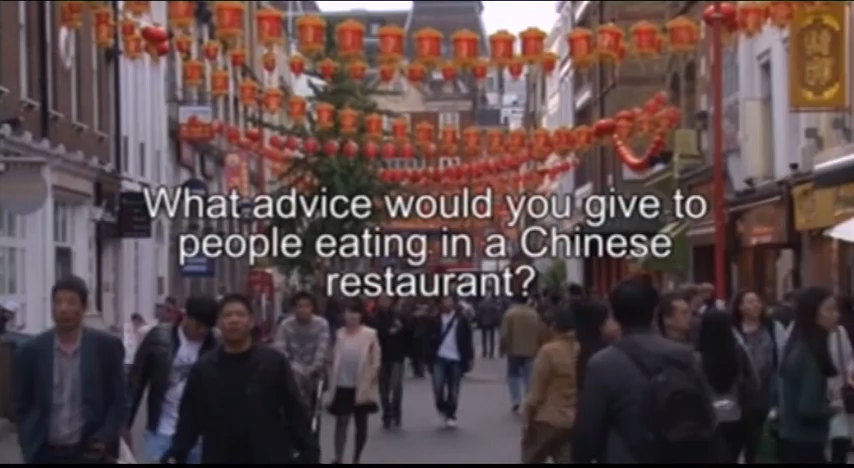 What advice would you give to
people eating in a Chinese
restaurant?